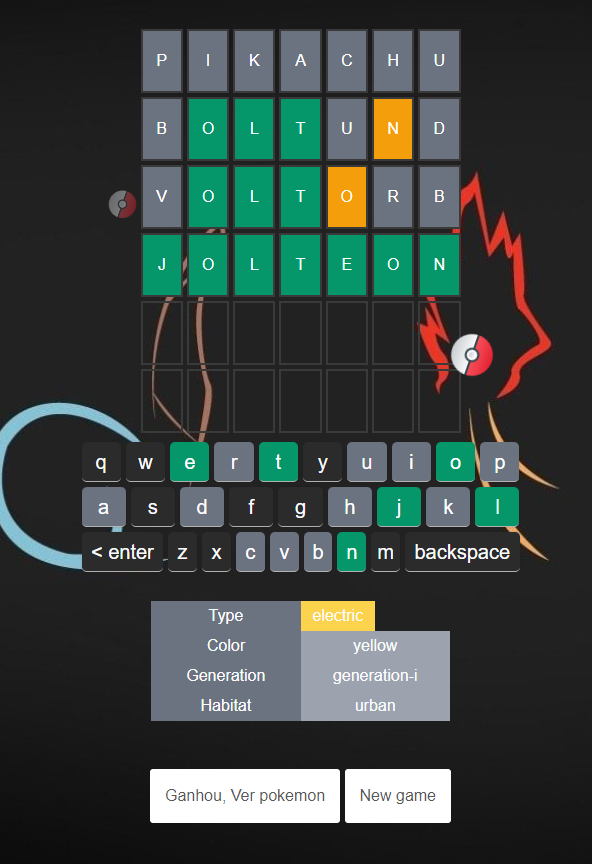 P I K A C H U
B O L T U N D
V O L T O R B
J O L T E O N
q w e r t y u i o p
a s d f g h j k l
< enter z x c v b n m backspace
Type electric
Color yellow
Generation generation-i
Habitat urban
Ganhou, Ver pokemon New game